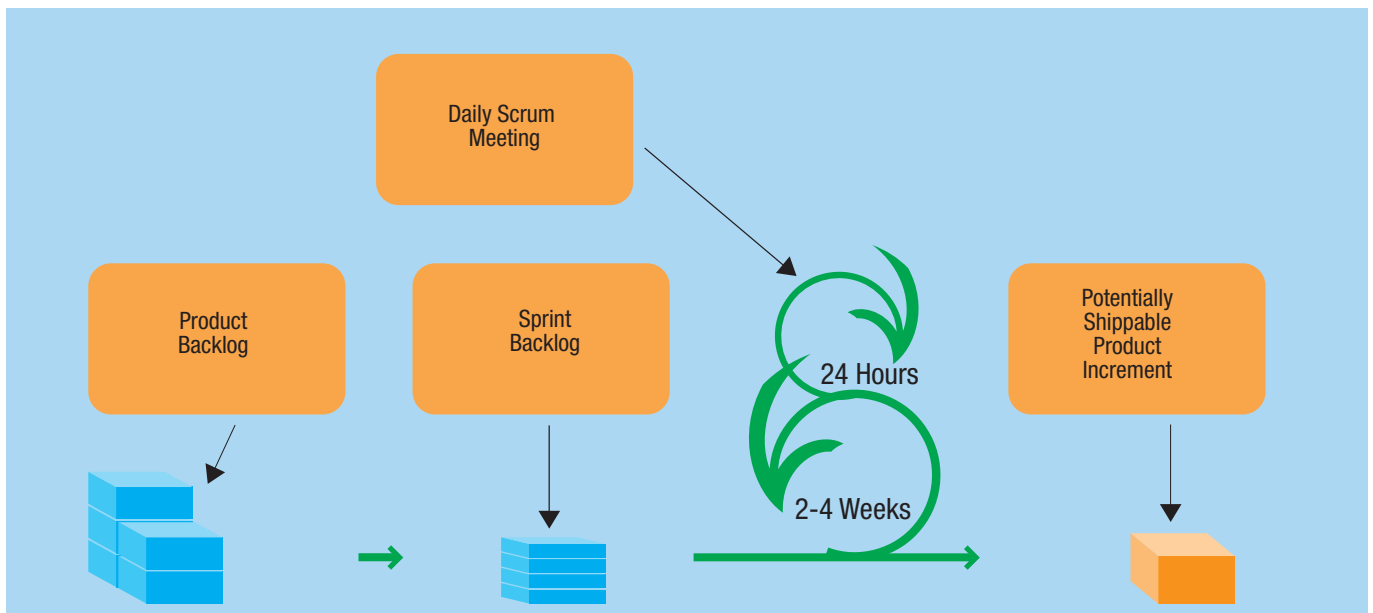 Daily Scrum
Meeting
Product
Backlog
Sprint
Backlog
24 Hours
2-4 Weeks
Potentially
Shippable
Product
Increment